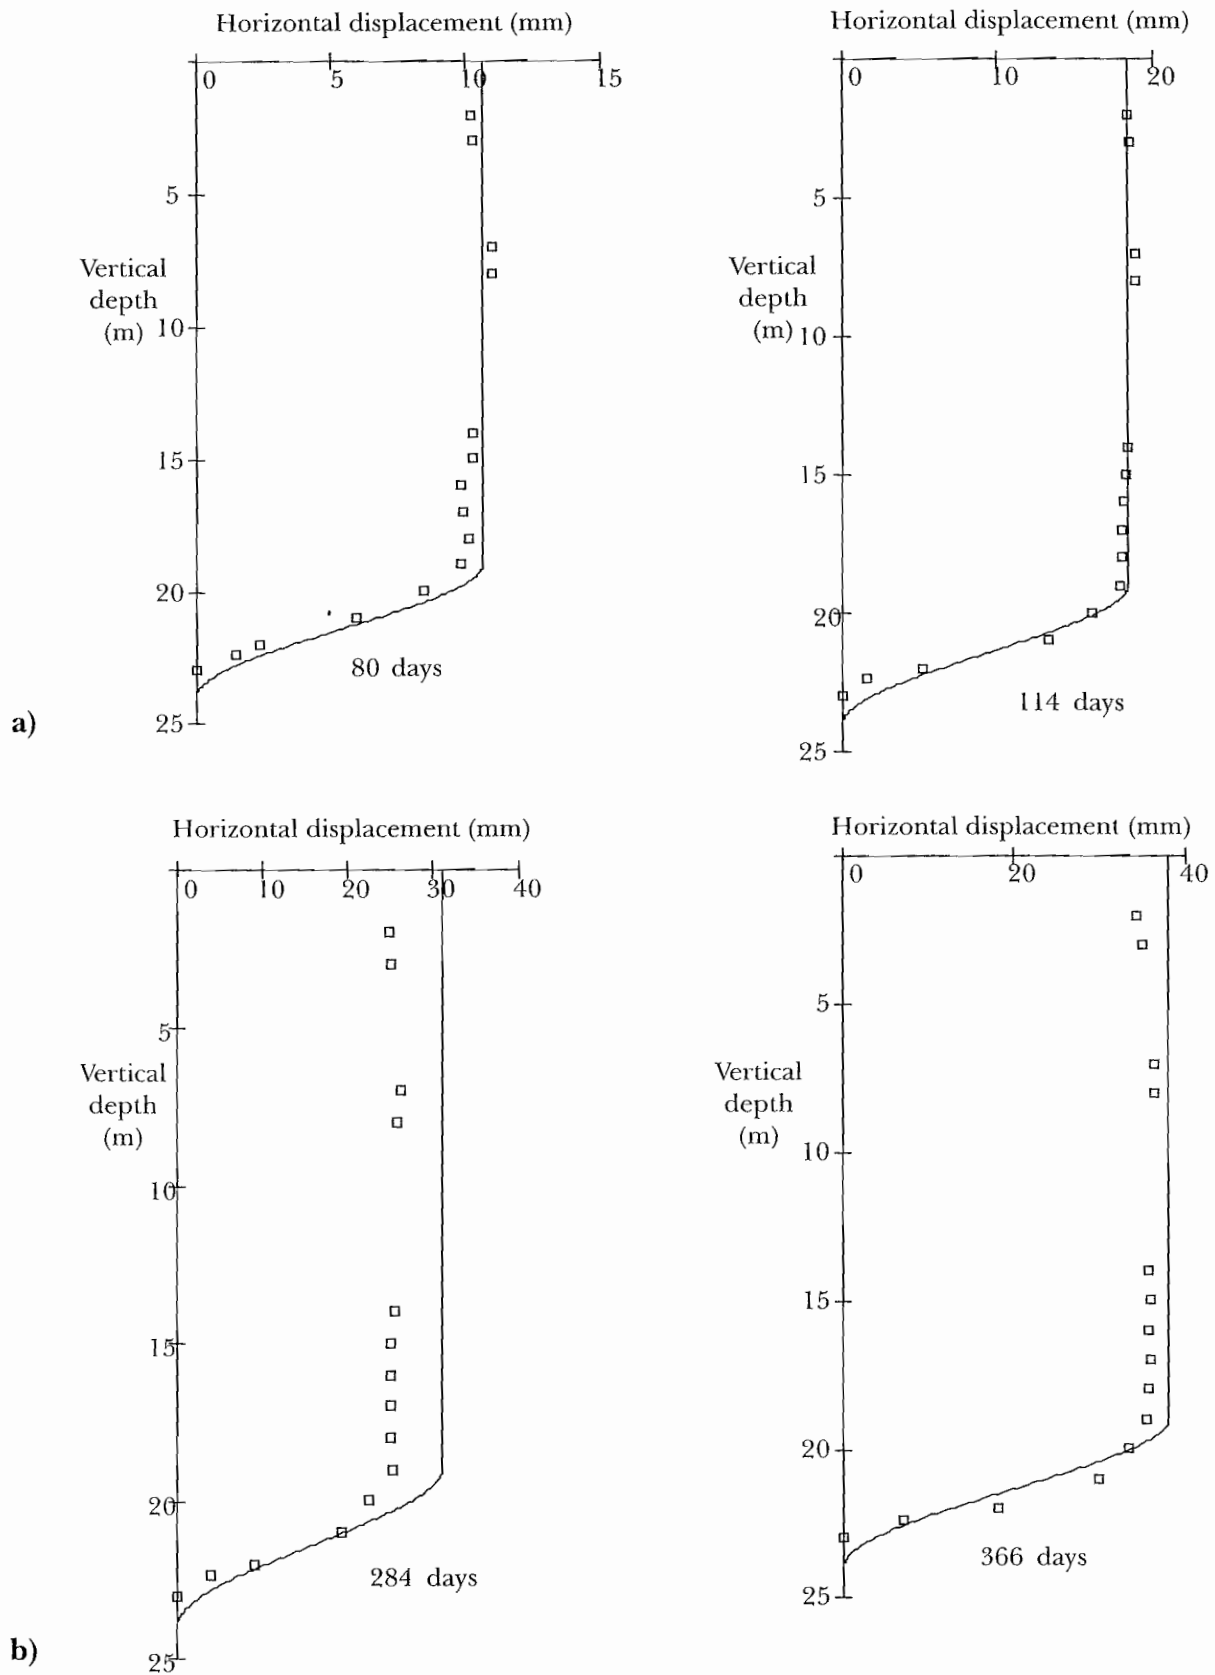 Horizontal displacement (mm)
0 5 10 15
5
Vertical
depth
(m) 10
15
20
25
80 days
Horizontal displacement (mm)
0 10 20
5
Vertical
depth
(m) 10
15
20
25
114 days
a)
Horizontal displacement (mm)
0 10 20 30 40
5
Vertical
depth
(m)
10
15
20
25
284 days
Horizontal displacement (mm)
0 20 40
5
Vertical
depth
(m)
10
15
20
25
366 days
b)